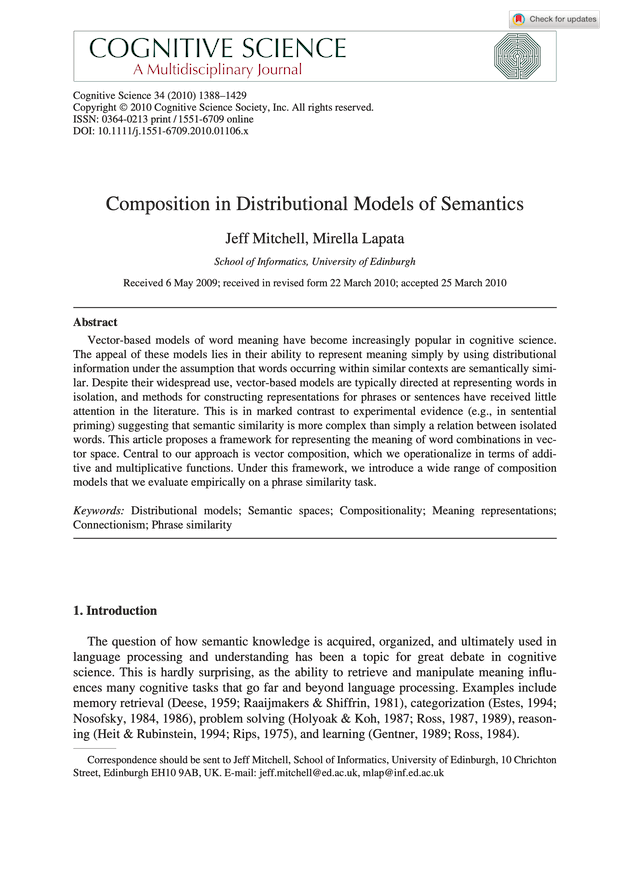 Check for updates
COGNITIVE SCIENCE
A Multidisciplinary Journal
Cognitive Science 34 (2010) 1388–1429
Copyright © 2010 Cognitive Science Society, Inc. All rights reserved.
ISSN: 0364-0213 print / 1551-6709 online
DOI: 10.1111/j.1551-6709.2010.01106.x
Composition in Distributional Models of Semantics
Jeff Mitchell, Mirella Lapata
School of Informatics, University of Edinburgh
Received 6 May 2009; received in revised form 22 March 2010; accepted 25 March 2010
Abstract
Vector-based models of word meaning have become increasingly popular in cognitive science.
The appeal of these models lies in their ability to represent meaning simply by using distributional
information under the assumption that words occurring within similar contexts are semantically simi-
lar. Despite their widespread use, vector-based models are typically directed at representing words in
isolation, and methods for constructing representations for phrases or sentences have received little
attention in the literature. This is in marked contrast to experimental evidence (e.g., in sentential
priming) suggesting that semantic similarity is more complex than simply a relation between isolated
words. This article proposes a framework for representing the meaning of word combinations in vec-
tor space. Central to our approach is vector composition, which we operationalize in terms of addi-
tive and multiplicative functions. Under this framework, we introduce a wide range of composition
models that we evaluate empirically on a phrase similarity task.
Keywords: Distributional models; Semantic spaces; Compositionality; Meaning representations;
Connectionism; Phrase similarity
1. Introduction
The question of how semantic knowledge is acquired, organized, and ultimately used in
language processing and understanding has been a topic for great debate in cognitive
science. This is hardly surprising, as the ability to retrieve and manipulate meaning influ-
ences many cognitive tasks that go far and beyond language processing. Examples include
memory retrieval (Deese, 1959; Raaijmakers & Shiffrin, 1981), categorization (Estes, 1994;
Nosofsky, 1984, 1986), problem solving (Holyoak & Koh, 1987; Ross, 1987, 1989), reason-
ing (Heit & Rubinstein, 1994; Rips, 1975), and learning (Gentner, 1989; Ross, 1984).
Correspondence should be sent to Jeff Mitchell, School of Informatics, University of Edinburgh, 10 Chrichton
Street, Edinburgh EH10 9AB, UK. E-mail: jeff.mitchell@ed.ac.uk, mlap@inf.ed.ac.uk